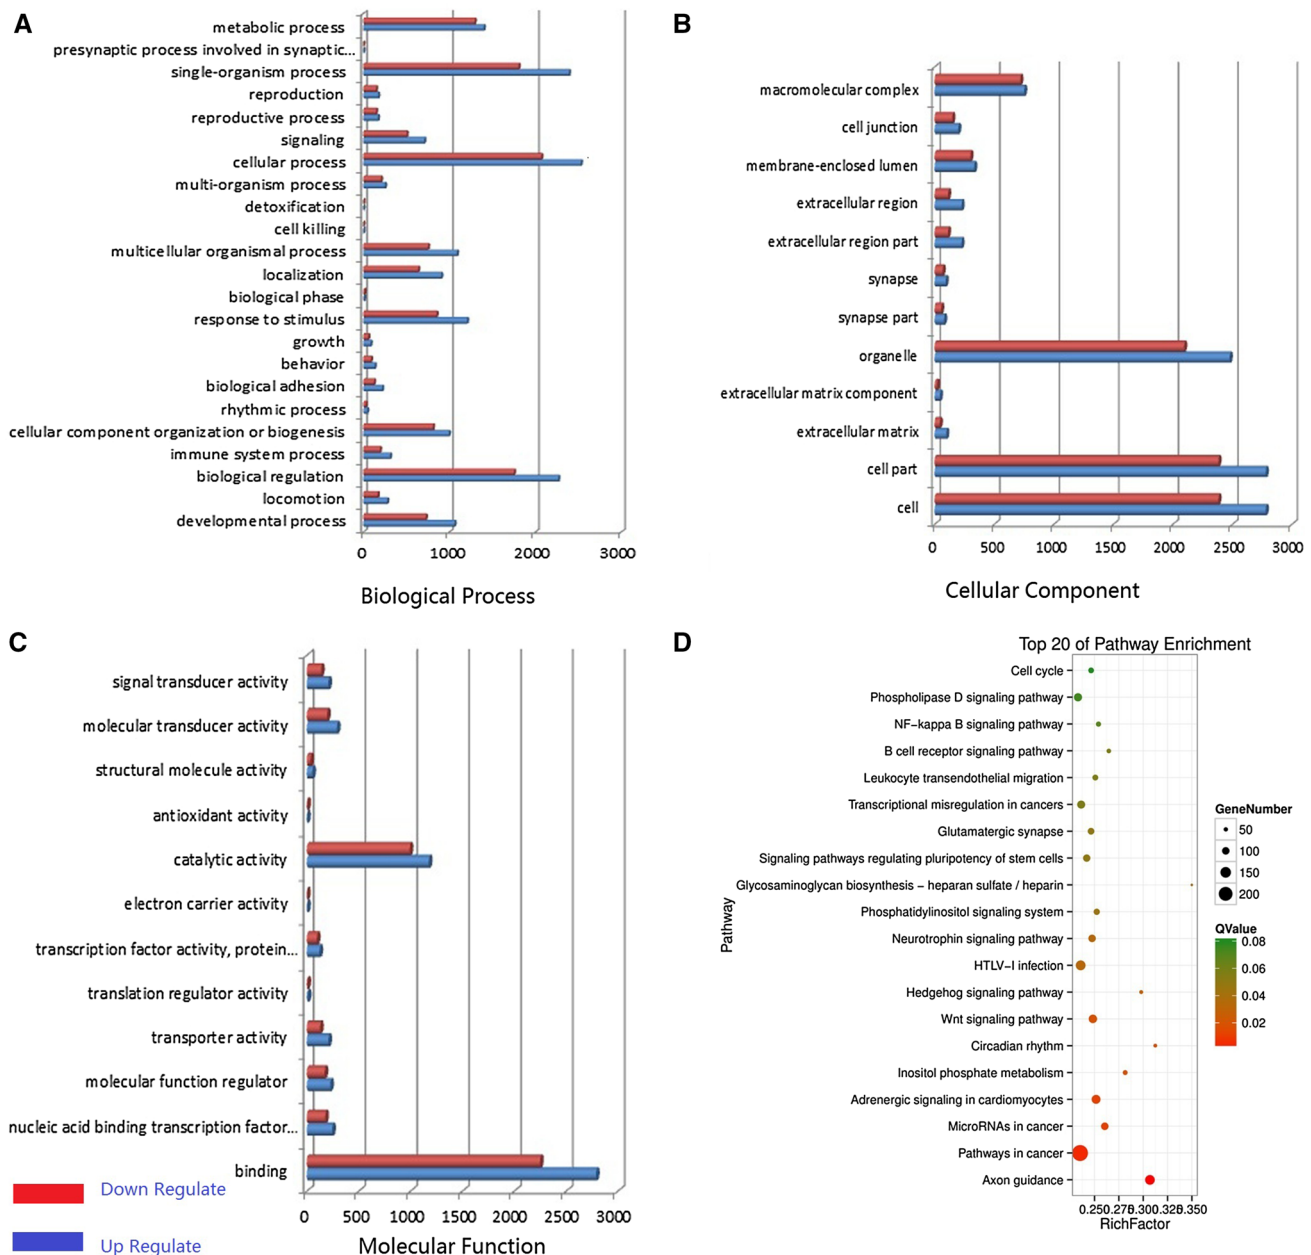 A
metabolic process
presynaptic process involved in synaptic...
single-organism process
reproduction
reproductive process
signaling
cellular process
multi-organism process
detoxification
cell killing
multicellular organismal process
localization
biological phase
response to stimulus
growth
behavior
biological adhesion
rhythmic process
cellular component organization or biogenesis
immune system process
biological regulation
locomotion
developmental process
0 1000 2000 3000
Biological Process
B
macromolecular complex
cell junction
membrane-enclosed lumen
extracellular region
extracellular region part
synapse
synapse part
organelle
extracellular matrix component
extracellular matrix
cell part
cell
0 500 1000 1500 2000 2500 3000
Cellular Component
C
signal transducer activity
molecular transducer activity
structural molecule activity
antioxidant activity
catalytic activity
electron carrier activity
transcription factor activity, protein...
translation regulator activity
transporter activity
molecular function regulator
nucleic acid binding transcription factor...
binding
0 500 1000 1500 2000 2500 3000
Molecular Function
Down Regulate
Up Regulate
D
Top 20 of Pathway Enrichment
Cell cycle
Phospholipase D signaling pathway
NF-kappa B signaling pathway
B cell receptor signaling pathway
Leukocyte transendothelial migration
Transcriptional misregulation in cancers
Glutamatergic synapse
Signaling pathways regulating pluripotency of stem cells
Glycosaminoglycan biosynthesis - heparan sulfate / heparin
Phosphatidylinositol signaling system
Neurotrophin signaling pathway
HTLV-I infection
Hedgehog signaling pathway
Wnt signaling pathway
Circadian rhythm
Inositol phosphate metabolism
Adrenergic signaling in cardiomyocytes
MicroRNAs in cancer
Pathways in cancer
Axon guidance
Pathway
0.250 0.275 0.300 0.325 0.350
RichFactor
GeneNumber
50
100
150
200
QValue
0.08
0.06
0.04
0.02